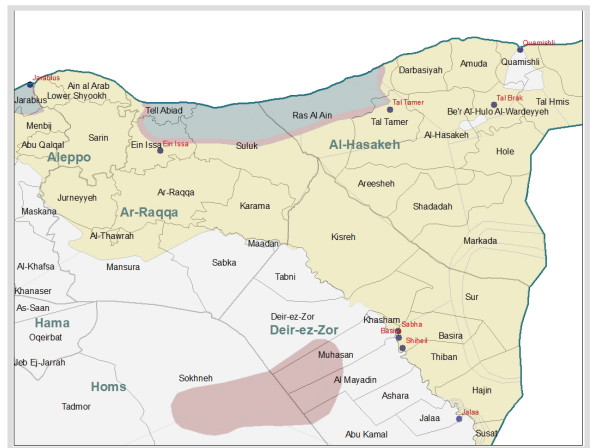 Quamishli
Amuda
Quamishli
Darbasiyah
Jarablus
Ain al Arab
Jarablus
Lower Shyookh
Tell Abiad
Ras Al Ain
Tal Tamer
Tal Tamer
Tal Brak
Tal Hmis
Be'r Al-Hulo Al-Wardeyyeh
Menbij
Sarin
Abu Qalqal
Aleppo
Ein Issa
Ein Issa
Suluk
Al-Hasakeh
Al-Hasakeh
Hole
Jurneyyeh
Ar-Raqqa
Karama
Areesheh
Shadadah
Maskana
Ar-Raqqa
Al-Thawrah
Maadan
Kisreh
Markada
Al-Khafsa
Mansura
Sabka
Tabni
Khanaser
As-Saan
Hama
Oqeirbat
Deir-ez-Zor
Deir-ez-Zor
Khasham
Sabha
Basira
Shiheil
Sur
Basira
Thiban
Jeb Ej-Jarrah
Homs
Sokhneh
Muhasan
Al Mayadin
Hajin
Tadmor
Ashara
Jalaa
Jalaa
Abu Kamal
Susat